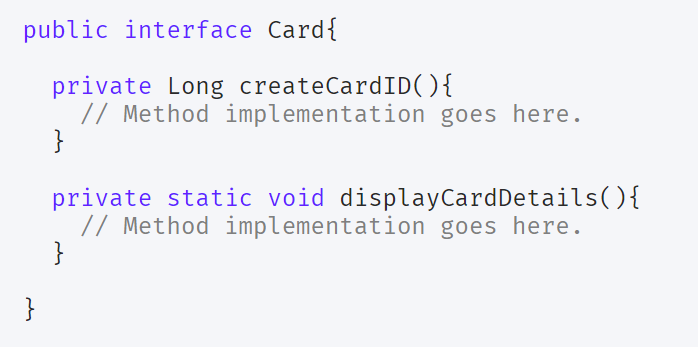 public interface Card{
private Long createCardID(){
// Method implementation goes here.
}
private static void displayCardDetails(){
// Method implementation goes here.
}
}